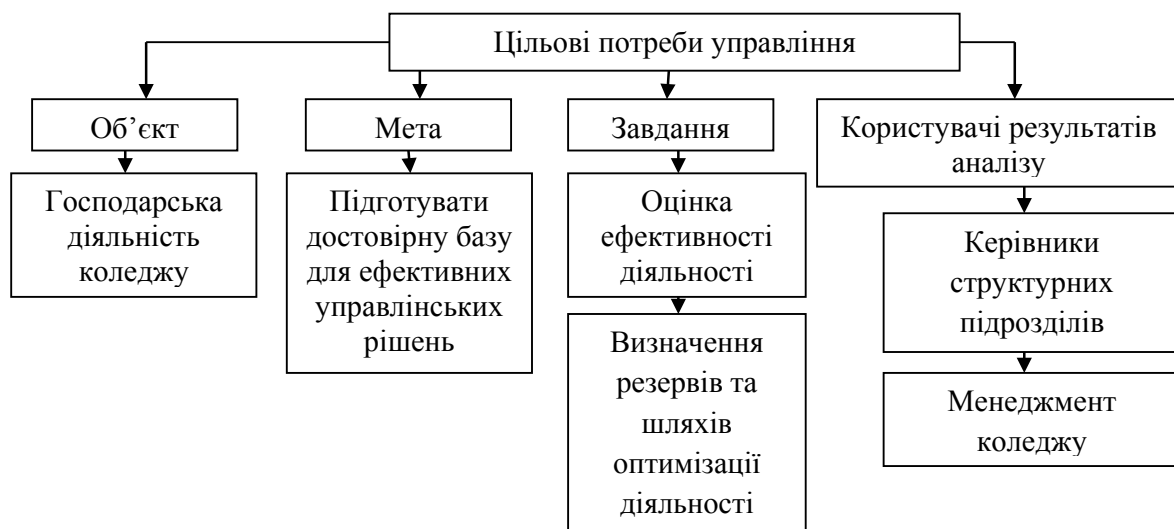 Цільові потреби управління
Об’єкт
Мета
Завдання
Користувачі результатів
аналізу
Господарська
діяльність
коледжу
Підготувати
достовірну базу
для ефективних
управлінських
рішень
Оцінка
ефективності
діяльності
Визначення
резервів та
шляхів
оптимізації
діяльності
Керівники
структурних
підрозділів
Менеджмент
коледжу